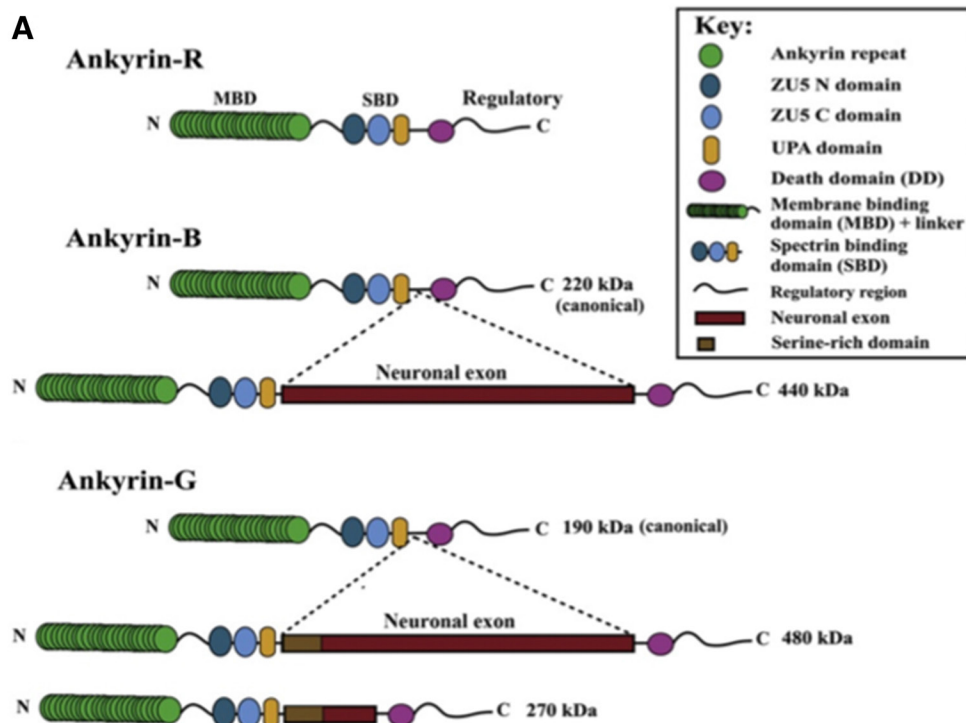 A
Ankyrin-R
MBD SBD Regulatory
N C
Ankyrin-B
N C 220 kDa
(canonical)
Neuronal exon
N C 440 kDa
Ankyrin-G
N C 190 kDa (canonical)
Neuronal exon
N C 480 kDa
N C 270 kDa
Key:
Ankyrin repeat
ZU5 N domain
ZU5 C domain
UPA domain
Death domain (DD)
Membrane binding
domain (MBD) + linker
Spectrin binding
domain (SBD)
Regulatory region
Neuronal exon
Serine-rich domain